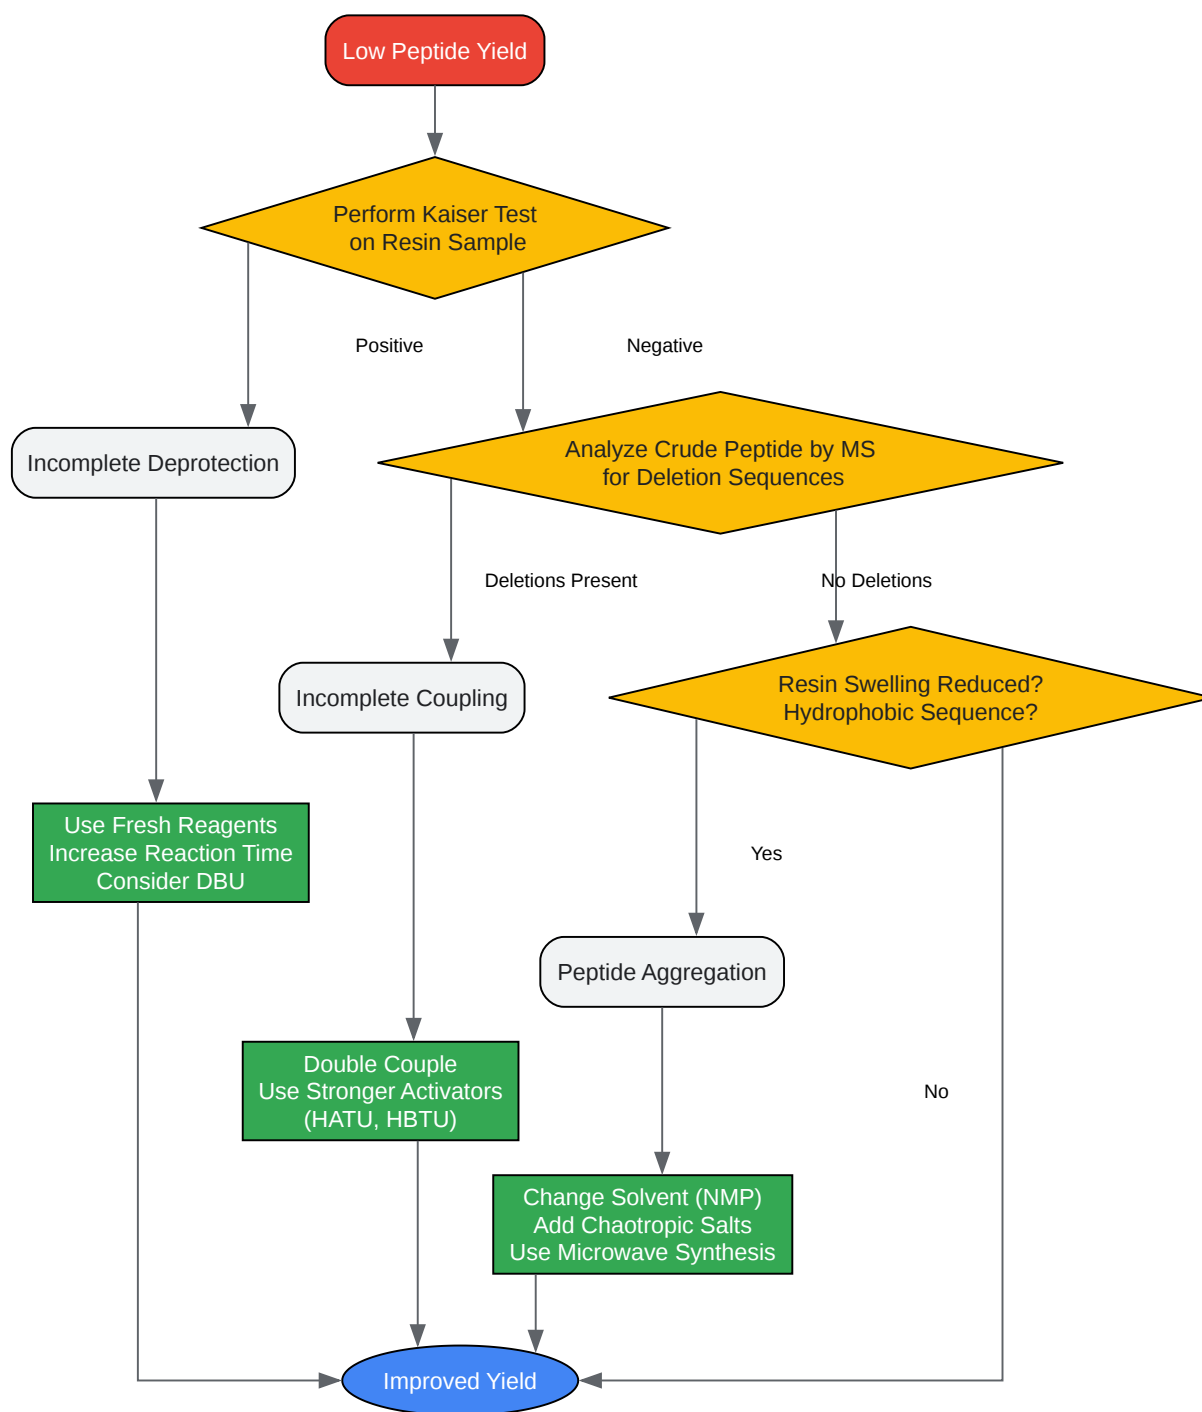 Low Peptide Yield
Perform Kaiser Test
on Resin Sample
Positive
Negative
Incomplete Deprotection
Analyze Crude Peptide by MS
for Deletion Sequences
Deletions Present
No Deletions
Incomplete Coupling
Resin Swelling Reduced?
Hydrophobic Sequence?
Use Fresh Reagents
Increase Reaction Time
Consider DBU
Yes
Peptide Aggregation
Double Couple
Use Stronger Activators
(HATU, HBTU)
No
Change Solvent (NMP)
Add Chaotropic Salts
Use Microwave Synthesis
Improved Yield